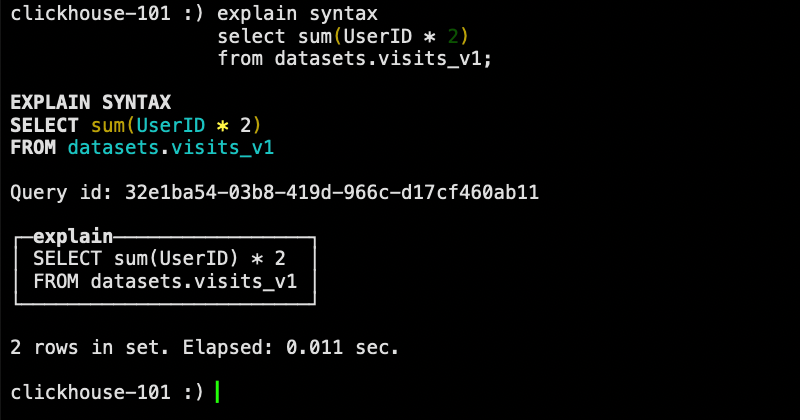 clickhouse-101 :) explain syntax
select sum(UserID * 2)
from datasets.visits_v1;
EXPLAIN SYNTAX
SELECT sum(UserID * 2)
FROM datasets.visits_v1
Query id: 32e1ba54-03b8-419d-966c-d17cf460ab11
explain
SELECT sum(UserID) * 2
FROM datasets.visits_v1
2 rows in set. Elapsed: 0.011 sec.
clickhouse-101 :)